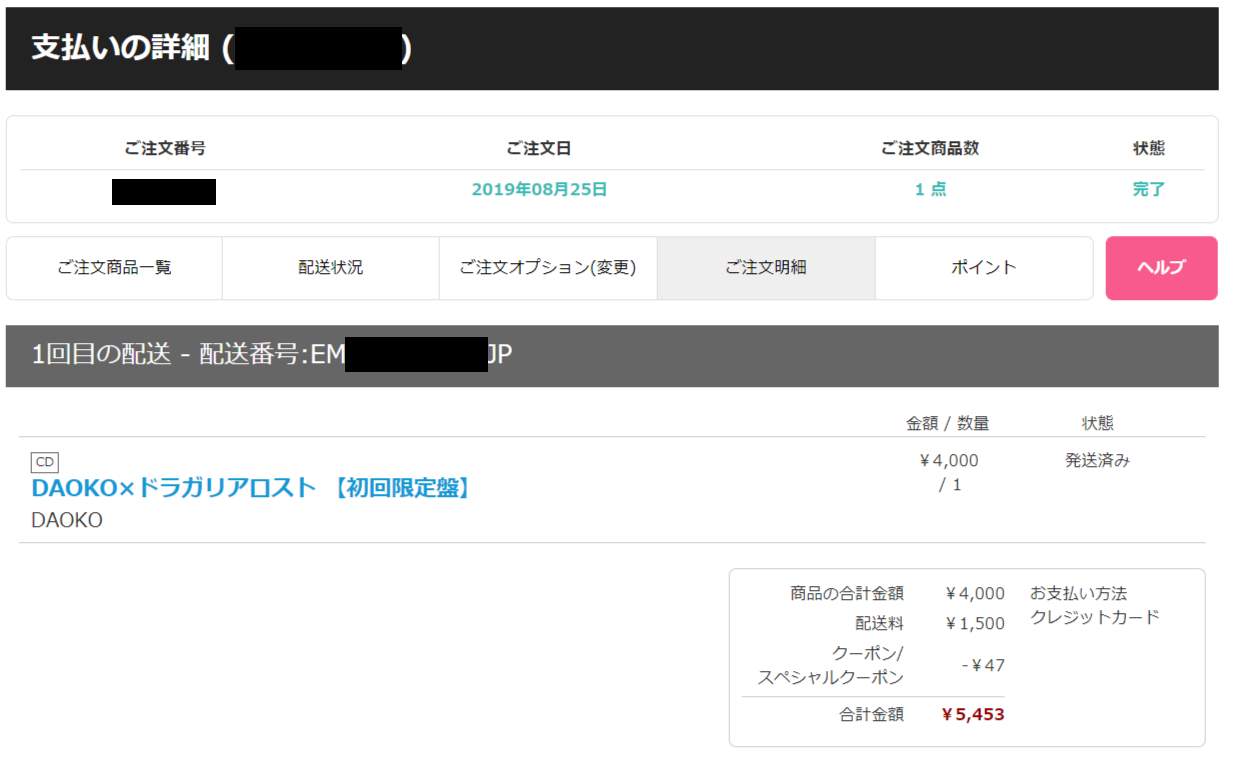 支払いの詳細 ( )
ご注文番号 ご注文日 ご注文商品数 状態
2019年08月25日 1 点 完了
ご注文商品一覧 配送状況 ご注文オプション(変更) ご注文明細 ポイント ヘルプ
1回目の配送 - 配送番号:EM JP
金額 / 数量 状態
CD ¥4,000 発送済み
DAOKO×ドラガリアロスト 【初回限定盤】 / 1
DAOKO
商品の合計金額 ¥4,000 お支払い方法
配送料 ¥1,500 クレジットカード
クーポン/
スペシャルクーポン -¥47
合計金額 ¥5,453